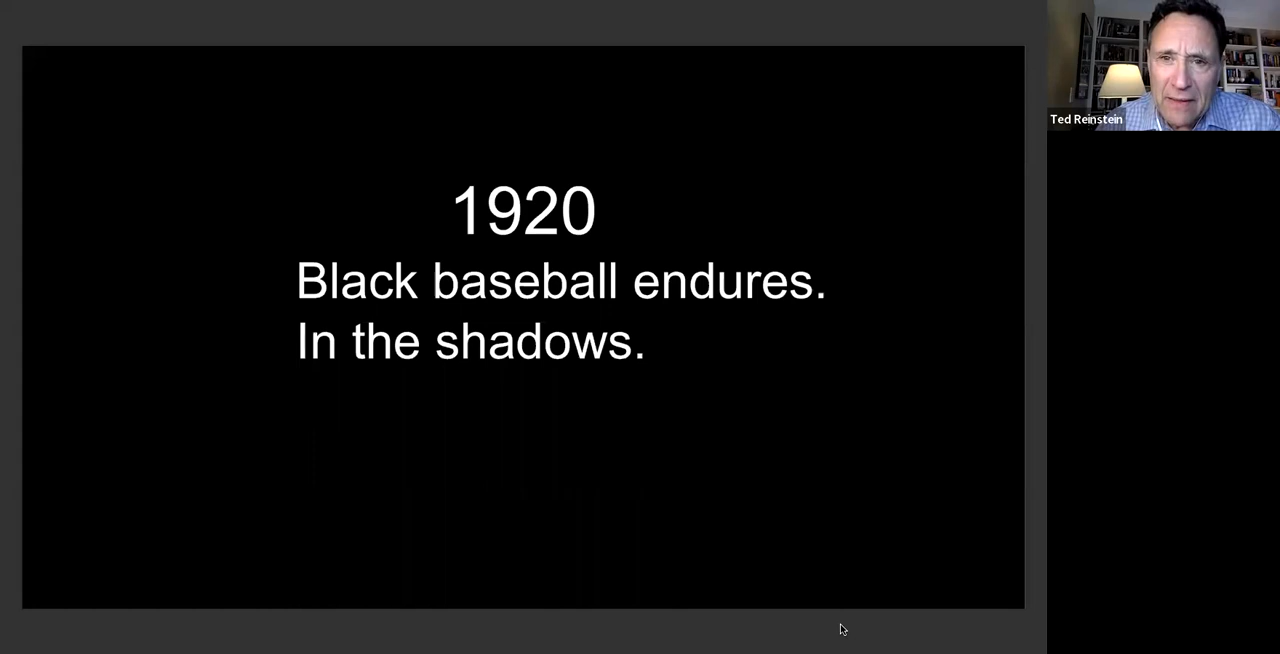 1920
Black baseball endures.
In the shadows.
Ted Reinstein